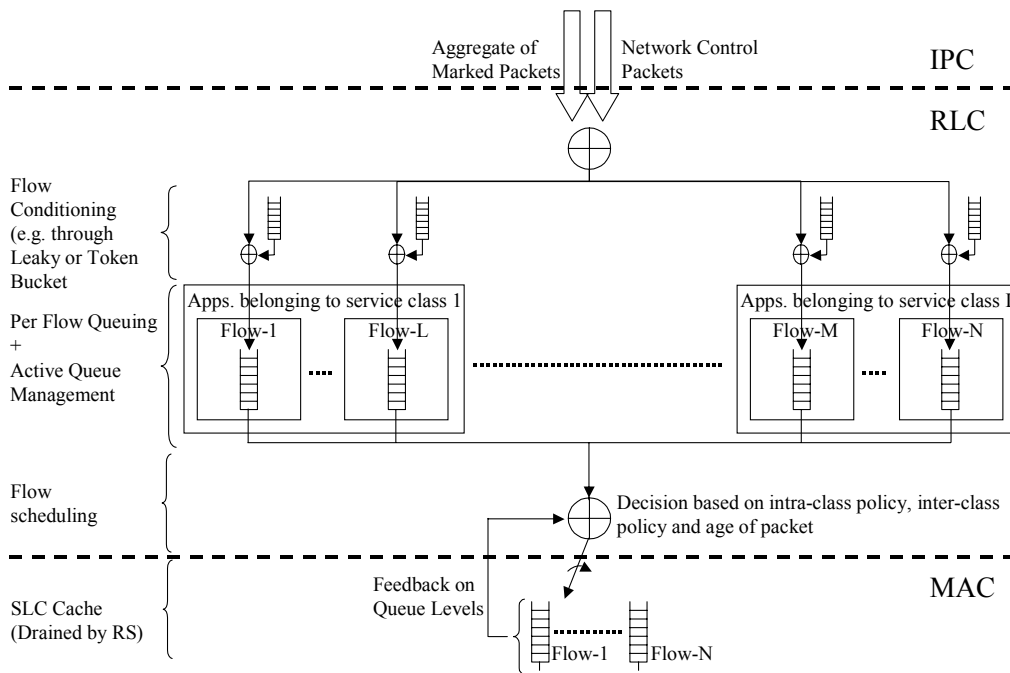 Aggregate of
Marked Packets
Network Control
Packets
IPC
RLC
Flow
Conditioning
(e.g. through
Leaky or Token
Bucket
Per Flow Queuing
+
Active Queue
Management
Apps. belonging to service class 1
Flow-1
Flow-L
Apps. belonging to service class I
Flow-M
Flow-N
Flow
scheduling
Decision based on intra-class policy, inter-class
policy and age of packet
MAC
SLC Cache
(Drained by RS)
Feedback on
Queue Levels
Flow-1
Flow-N